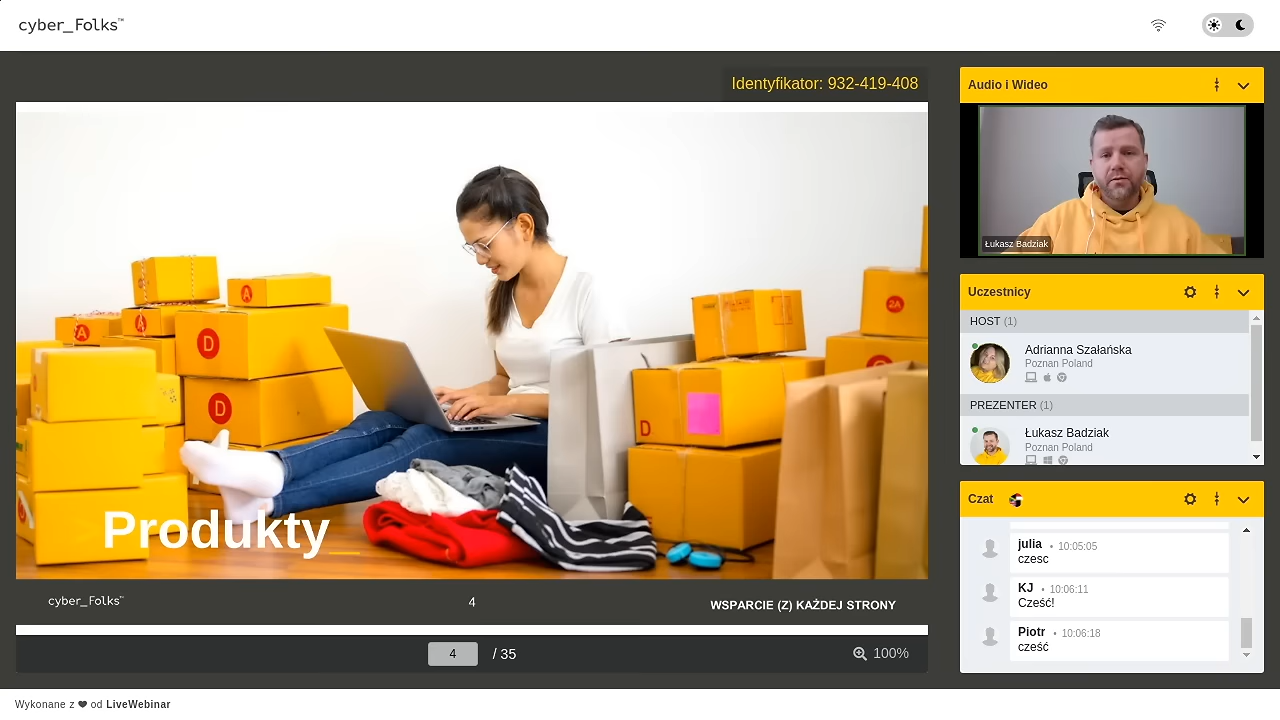 cyber_Folks™
Identyfikator: 932-419-408
A
A
A
D
D
D
2A
Produkty_
cyber_Folks™
4
WSPARCIE (Z) KAŻDEJ STRONY
4 / 35
100%
Audio i Wideo
Łukasz Badziak
Uczestnicy
HOST (1)
Adrianna Szałańska
Poznan Poland
PREZENTER (1)
Łukasz Badziak
Poznan Poland
Czat
julia • 10:05:05
czesc
KJ • 10:06:11
Cześć!
Piotr • 10:06:18
cześć
Wykonane z ❤ od LiveWebinar